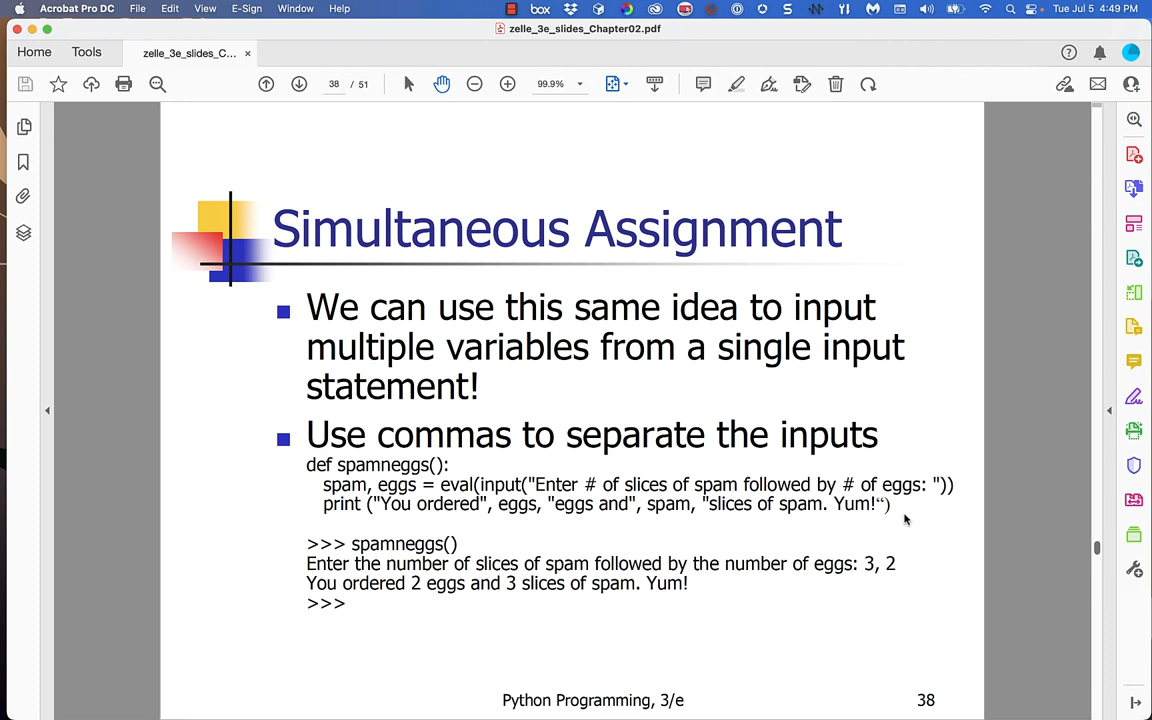 Acrobat Pro DC File Edit View E-Sign Window Help box Tue Jul 5 4:49 PM
zelle_3e_slides_Chapter02.pdf
Home Tools zelle_3e_slides_C... ×
38 / 51 99.9%
Simultaneous Assignment
We can use this same idea to input
multiple variables from a single input
statement!
Use commas to separate the inputs
def spamneggs():
spam, eggs = eval(input("Enter # of slices of spam followed by # of eggs: "))
print ("You ordered", eggs, "eggs and", spam, "slices of spam. Yum!“)
>>> spamneggs()
Enter the number of slices of spam followed by the number of eggs: 3, 2
You ordered 2 eggs and 3 slices of spam. Yum!
>>>
Python Programming, 3/e 38